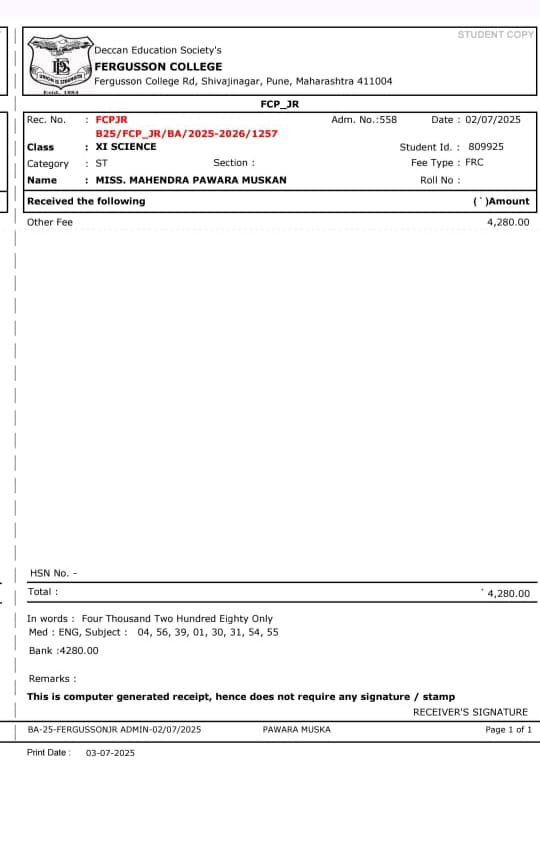 STUDENT COPY
Deccan Education Society's
FERGUSSON COLLEGE
Fergusson College Rd, Shivajinagar, Pune, Maharashtra 411004
FCP_JR
Rec. No. : FCPJR Adm. No.:558 Date : 02/07/2025
B25/FCP_JR/BA/2025-2026/1257
Class : XI SCIENCE Student Id. : 809925
Category : ST Section : Fee Type : FRC
Name : MISS. MAHENDRA PAWARA MUSKAN Roll No :
Received the following (`)Amount
Other Fee 4,280.00
HSN No. -
Total : ` 4,280.00
In words : Four Thousand Two Hundred Eighty Only
Med : ENG, Subject : 04, 56, 39, 01, 30, 31, 54, 55
Bank :4280.00
Remarks :
This is computer generated receipt, hence does not require any signature / stamp
RECEIVER'S SIGNATURE
BA-25-FERGUSSONJR ADMIN-02/07/2025 PAWARA MUSKA Page 1 of 1
Print Date : 03-07-2025